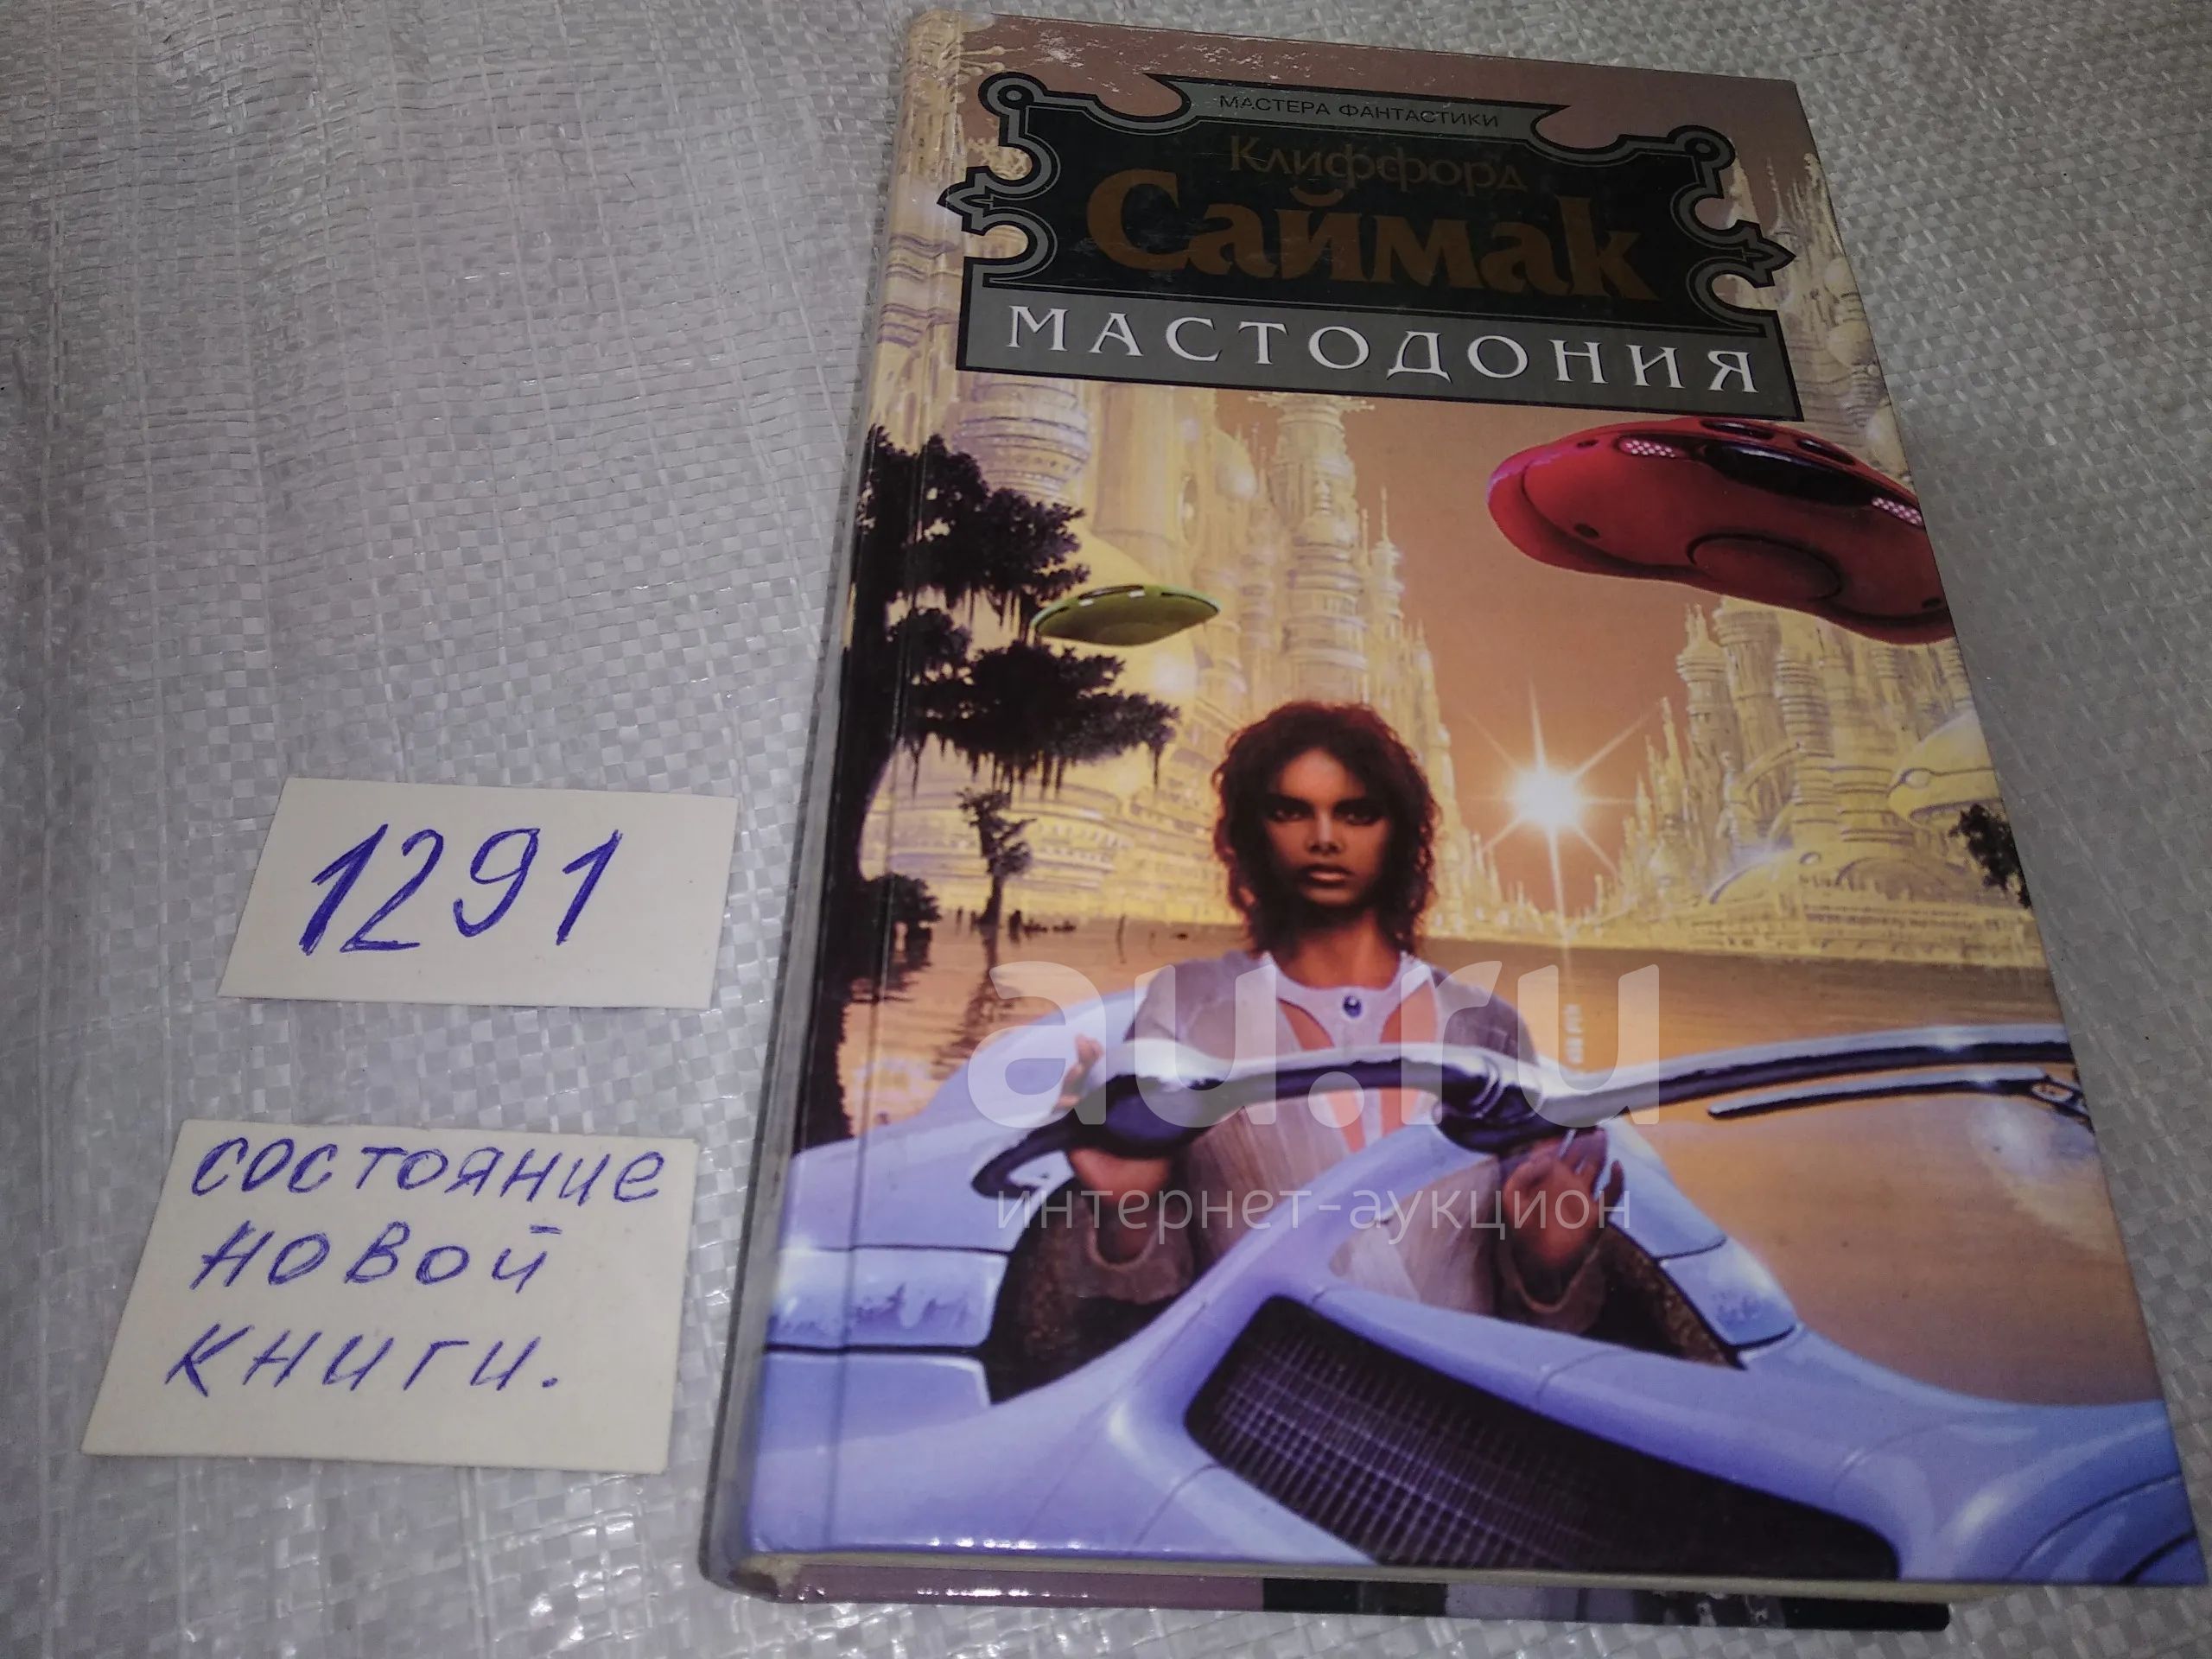 МАСТЕРА ФАНТАСТИКИ
Клиффорд
Саймак
МАСТОДОНИЯ
1291
состояние
новой
книги.
au.ru
интернет-аукцион